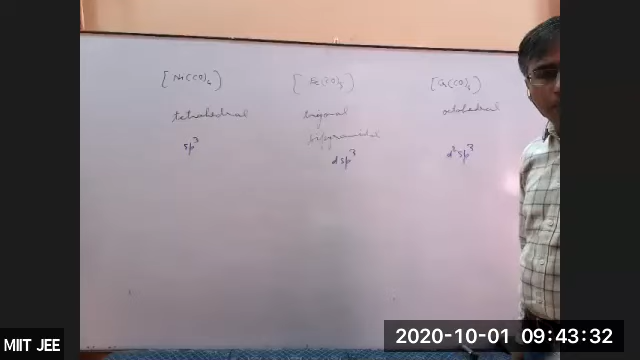 [Ni(CO)4] [Fe(CO)5] [Cr(CO)6]
tetrahedral trigonal octahedral
bipyramidal
sp3 dsp3 d2sp3
MIIT JEE
2020-10-01 09:43:32